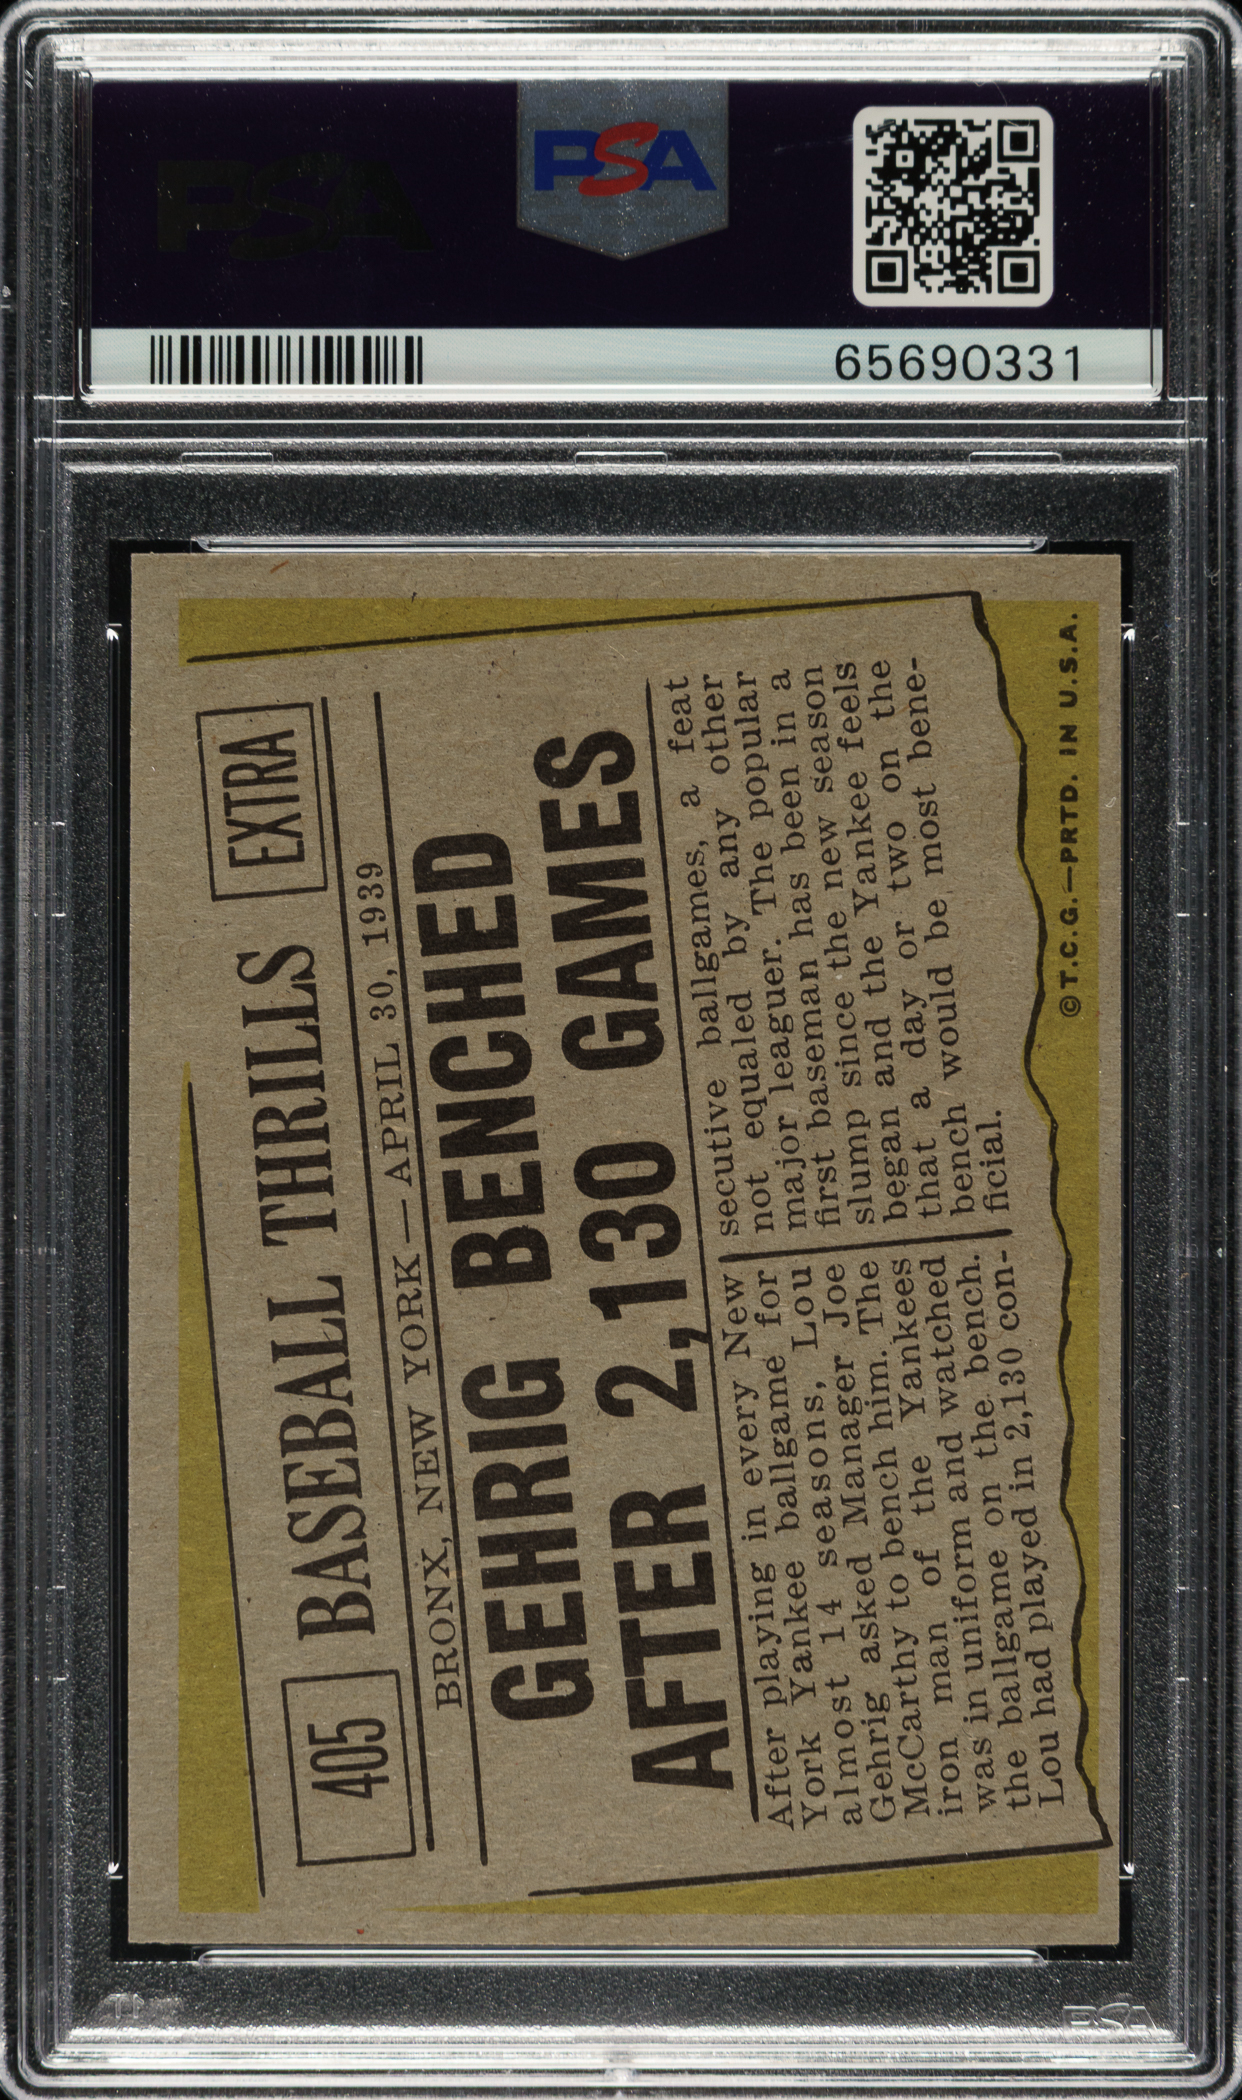 PSA
PSA
65690331
405
BASEBALL THRILLS
EXTRA
BRONX, NEW YORK—APRIL 30, 1939
GEHRIG BENCHED
AFTER 2,130 GAMES
After playing in every New
York Yankee ballgame for
almost 14 seasons, Lou
Gehrig asked Manager Joe
McCarthy to bench him. The
iron man of the Yankees
was in uniform and watched
the ballgame on the bench.
Lou had played in 2,130 con-
secutive ballgames, a feat
not equaled by any other
major leaguer. The popular
first baseman has been in a
slump since the new season
began and the Yankee feels
that a day or two on the
bench would be most bene-
ficial.
©T.C.G.—PRTD. IN U.S.A.
PSA